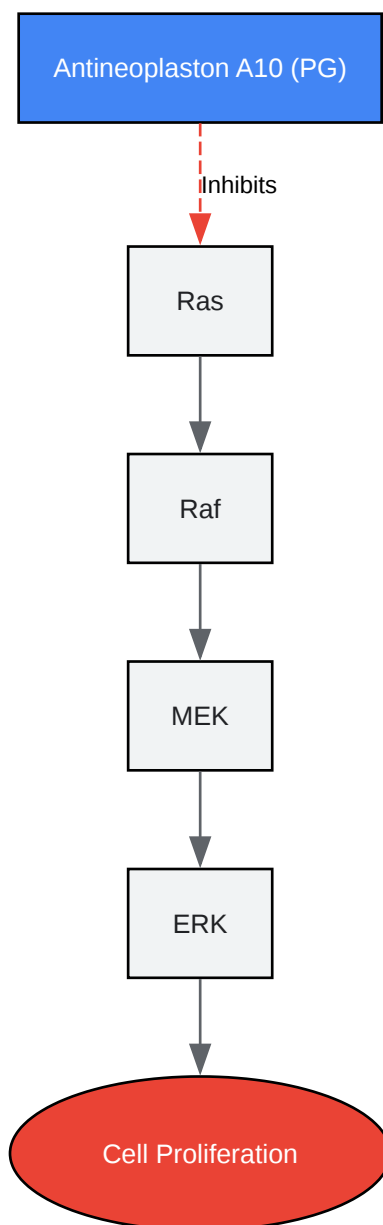 Antineoplaston A10 (PG)
Inhibits
Ras
Raf
MEK
ERK
Cell Proliferation